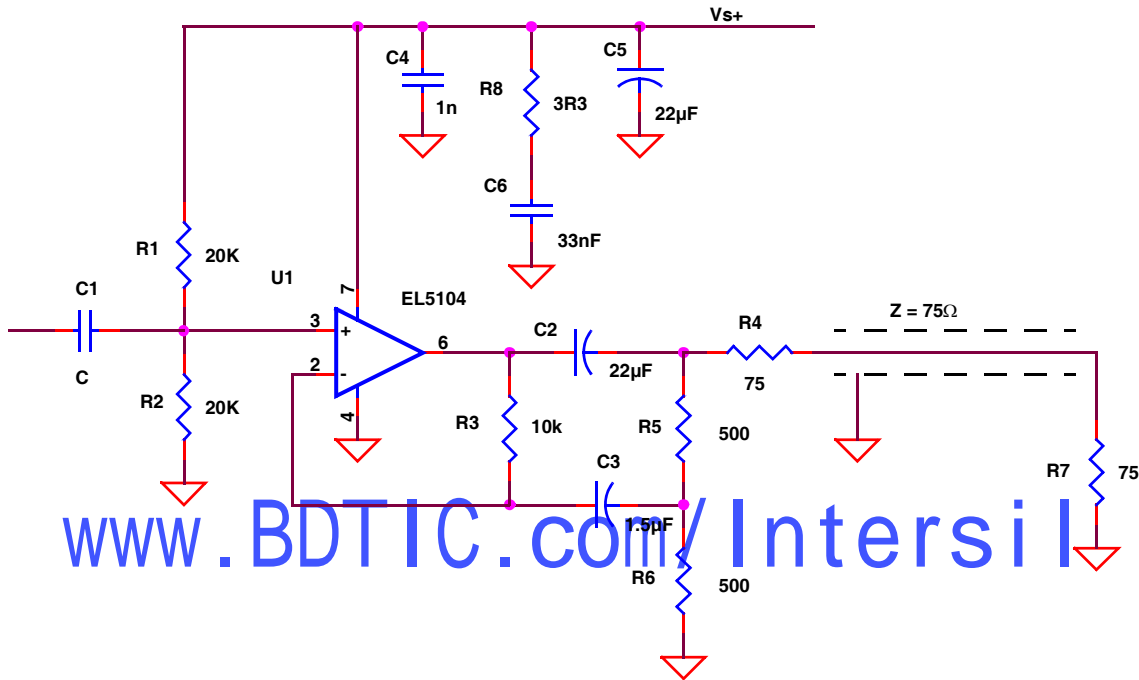 Vs+
C4
1n
R8
3R3
C5
22µF
C6
33nF
R1
20K
U1
7
EL5104
C1
C
3
+
2
-
6
4
R2
20K
C2
22µF
R4
75
Z = 75Ω
R3
10k
R5
500
C3
1.5µF
R7
75
www.BDTIC.com/Intersil
R6
500